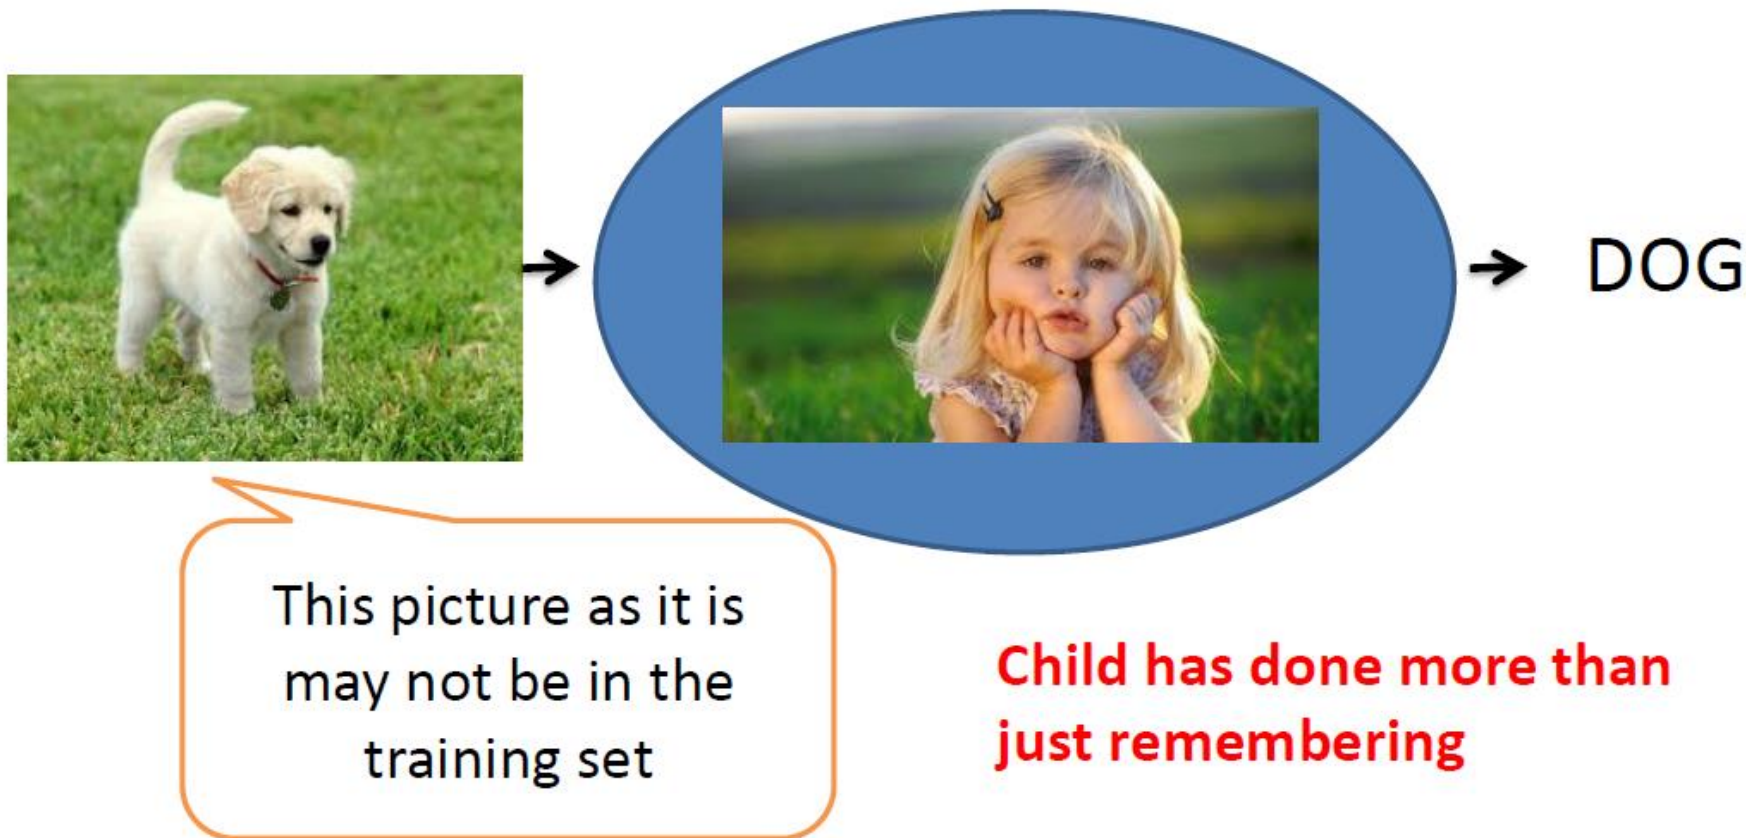 DOG
This picture as it is
may not be in the
training set
Child has done more than
just remembering